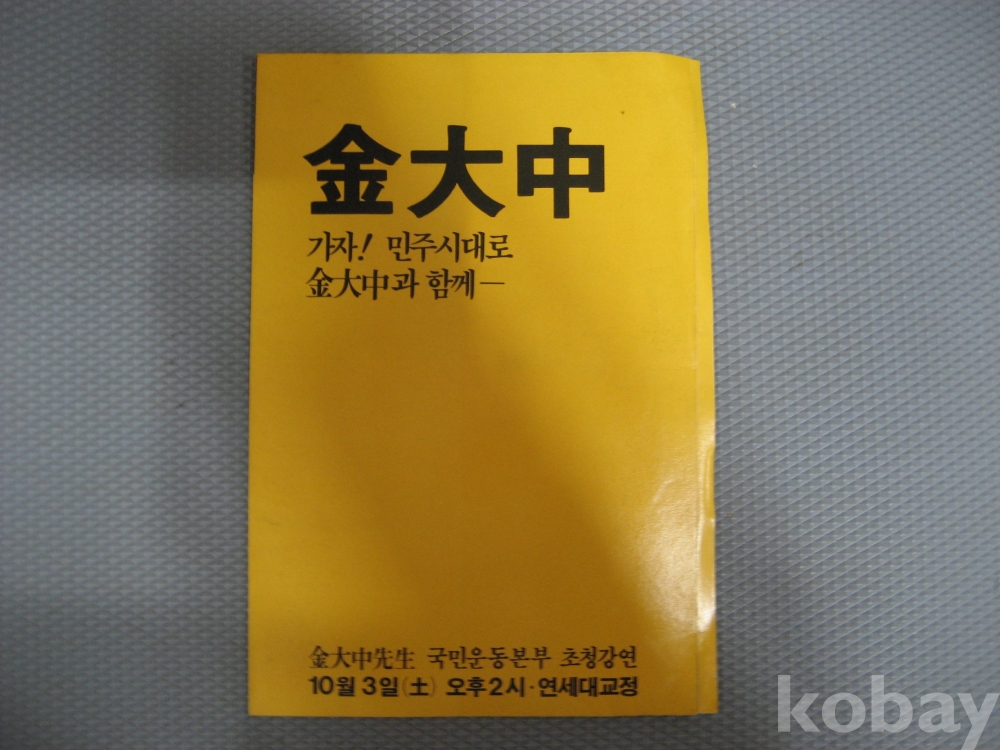 金大中
가자! 민주시대로
金大中과 함께—
金大中先生 국민운동본부 초청강연
10월 3일(土) 오후2시·연세대교정
kobay